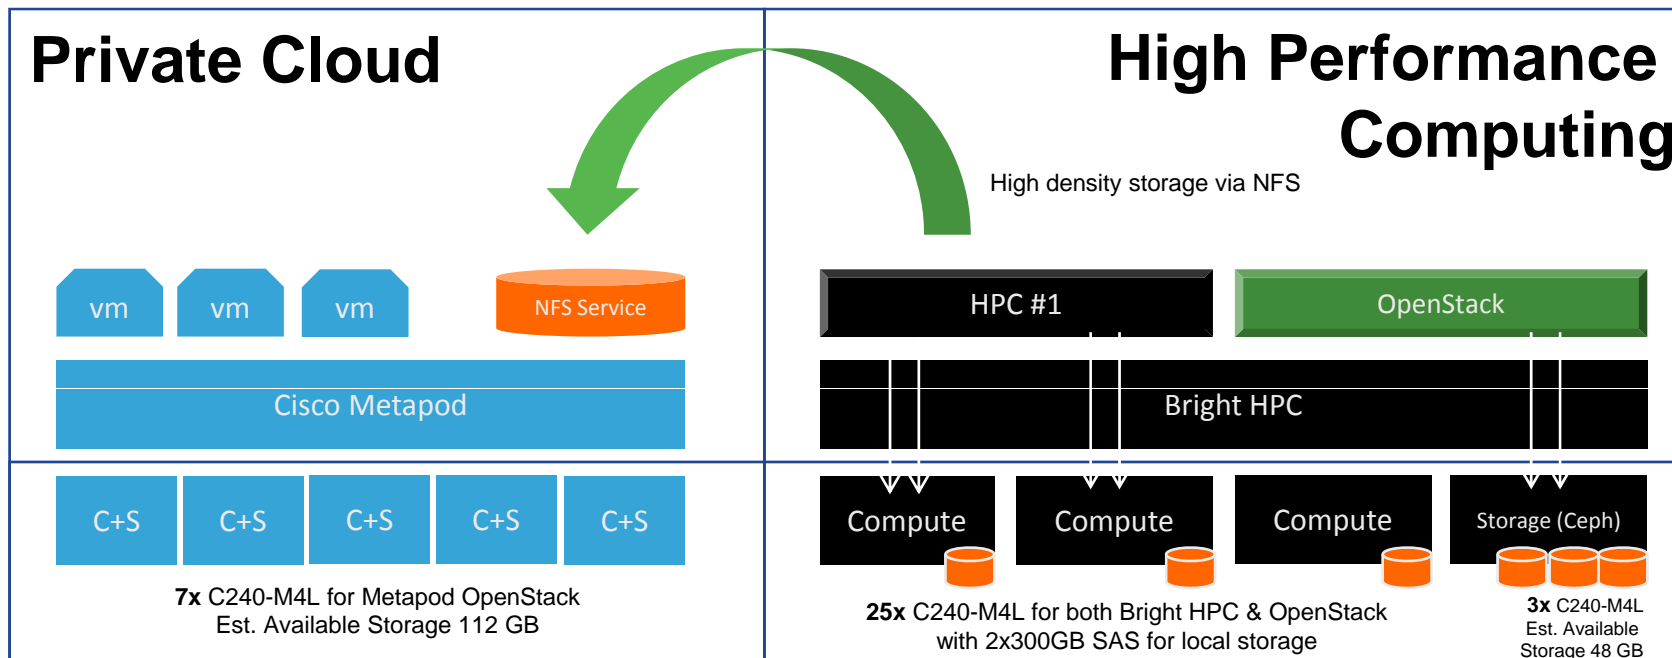 Private Cloud
High Performance
Computing
High density storage via NFS
vm
vm
vm
NFS Service
HPC #1
OpenStack
Cisco Metapod
Bright HPC
C+S
C+S
C+S
C+S
C+S
Compute
Compute
Compute
Storage (Ceph)
7x C240-M4L for Metapod OpenStack
Est. Available Storage 112 GB
25x C240-M4L for both Bright HPC & OpenStack
with 2x300GB SAS for local storage
3x C240-M4L
Est. Available
Storage 48 GB